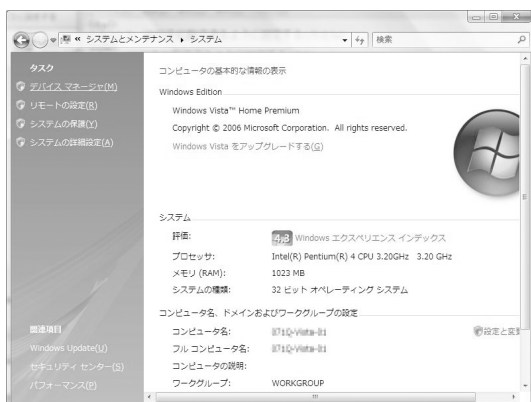 « システムとメンテナンス ▸ システム
検索
タスク
デバイス マネージャ(M)
リモートの設定(R)
システムの保護(Y)
システムの詳細設定(A)
コンピュータの基本的な情報の表示
Windows Edition
Windows Vista™ Home Premium
Copyright © 2006 Microsoft Corporation. All rights reserved.
Windows Vista をアップグレードする(G)
システム
評価: 4.3 Windows エクスペリエンス インデックス
プロセッサ: Intel(R) Pentium(R) 4 CPU 3.20GHz 3.20 GHz
メモリ (RAM): 1023 MB
システムの種類: 32 ビット オペレーティング システム
コンピュータ名、ドメインおよびワークグループの設定
コンピュータ名:
設定と変
フル コンピュータ名:
コンピュータの説明:
ワークグループ: WORKGROUP
関連項目
Windows Update(U)
セキュリティ センター(S)
パフォーマンス(P)